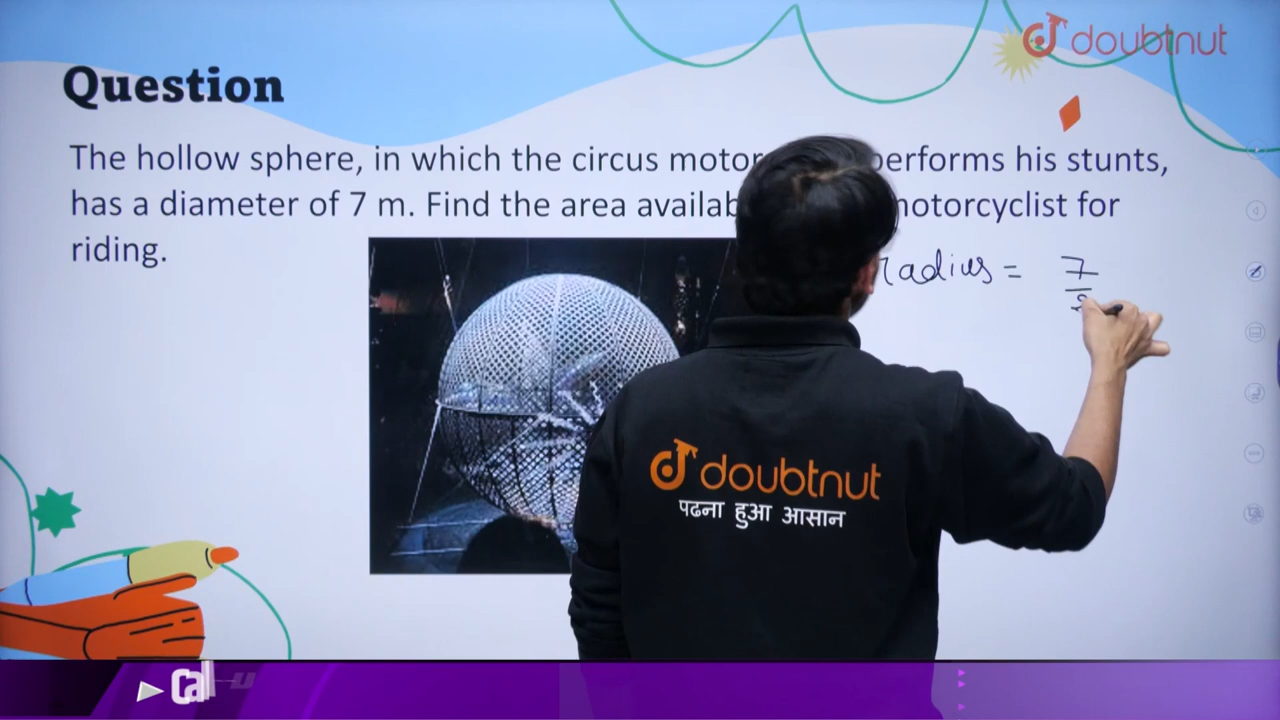 doubtnut
Question
The hollow sphere, in which the circus motor performs his stunts,
has a diameter of 7 m. Find the area availab motorcyclist for
riding.
radius = 7
doubtnut
पढना हुआ आसान
Cal